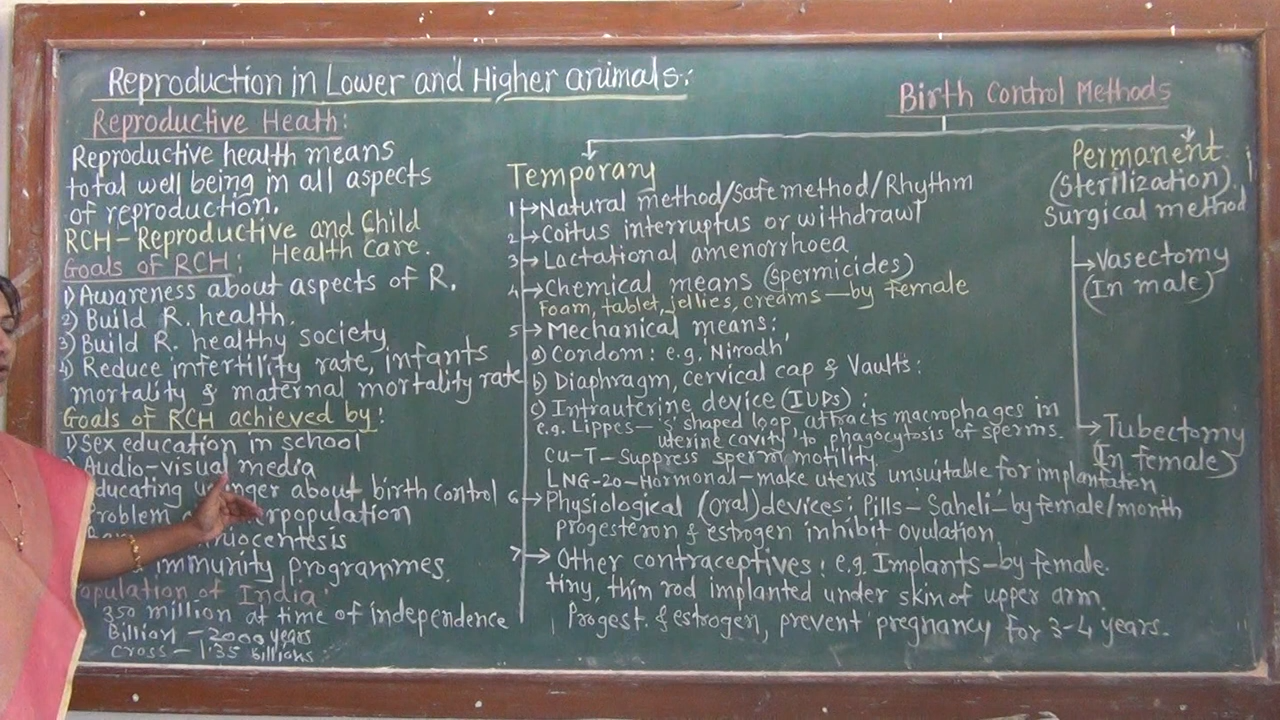 Reproduction in Lower and Higher animals:
Reproductive Heath:
Reproductive health means
total well being in all aspects
of reproduction.
RCH-Reproductive and Child
Health Care.
Goals of RCH:
1) Awareness about aspects of R.
2) Build R. health.
3) Build R. healthy society
4) Reduce infertility rate, infants
mortality & maternal mortality rate
Goals of RCH achieved by:
1) Sex education in school
2) Audio-visual media
about birth control
Problem
immunity programmes.
of India:
350 million at time of independence
Billion - 2000 years
Cross - 1.35 billions
Birth Control Methods
Temporary
1 → Natural method/Safe method/Rhythm
2 → Coitus interruptus or withdrawl
3 → Lactational amenorrhoea
4 → Chemical means (spermicides)
Foam, tablet, jellies, creams - by female
5 → Mechanical means:
a) Condom: e.g. 'Nirodh'
b) Diaphragm, cervical cap & Vaults:
c) Intrauterine device (IUDs):
e.g. Lippes - 's' shaped loop, attracts macrophages in
uterine cavity, to phagocytosis of sperms.
Cu-T - Suppress sperm motility
LNG-20 - Hormonal - make uterus unsuitable for implantation
6 → Physiological (oral) devices: Pills - 'Saheli' - by female/month
progesteron & estrogen inhibit ovulation
7 → Other contraceptives: e.g. Implants - by female.
tiny, thin rod implanted under skin of upper arm
Progest. & estrogen, prevent pregnancy for 3-4 years.
Permanent
(Sterilization)
Surgical method
→ Vasectomy
(In male)
→ Tubectomy
(In female)